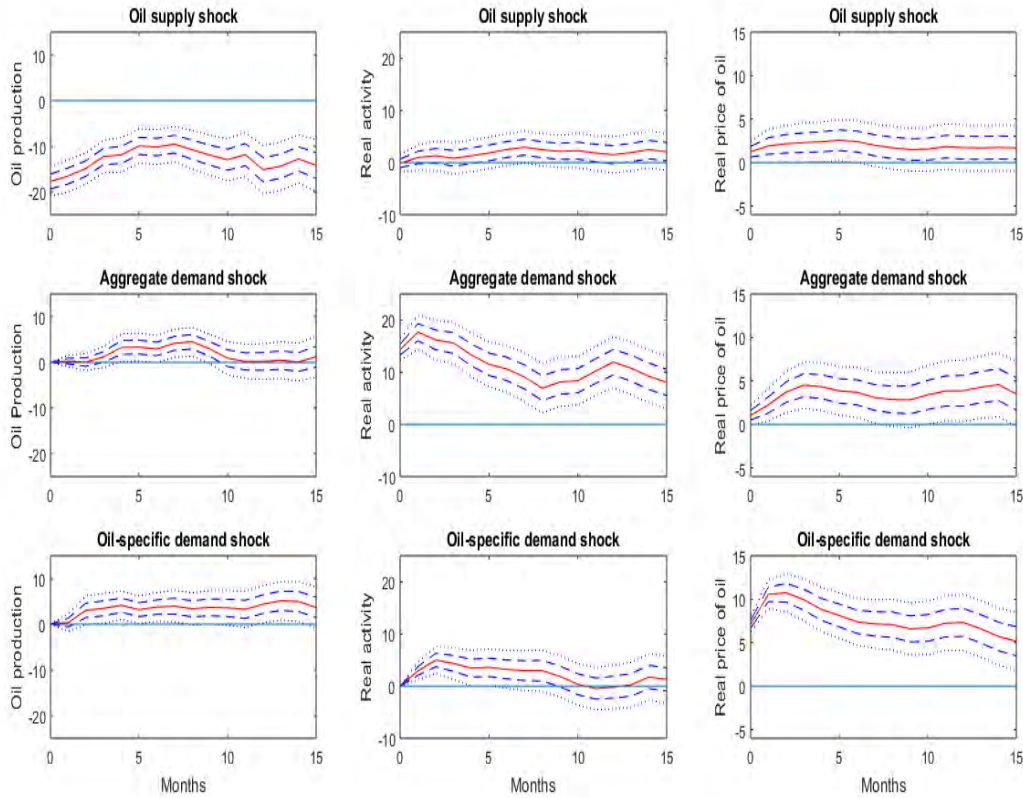 Oil supply shock
Oil production
10
0
-10
-20
0 5 10 15
Oil supply shock
Real activity
20
10
0
-10
0 5 10 15
Oil supply shock
Real price of oil
15
10
5
0
-5
0 5 10 15
Aggregate demand shock
Oil Production
10
0
-10
-20
0 5 10 15
Aggregate demand shock
Real activity
20
10
0
-10
0 5 10 15
Aggregate demand shock
Real price of oil
15
10
5
0
-5
0 5 10 15
Oil-specific demand shock
Oil production
10
0
-10
-20
0 5 10 15
Months
Oil-specific demand shock
Real activity
20
10
0
-10
0 5 10 15
Months
Oil-specific demand shock
Real price of oil
15
10
5
0
-5
0 5 10 15
Months